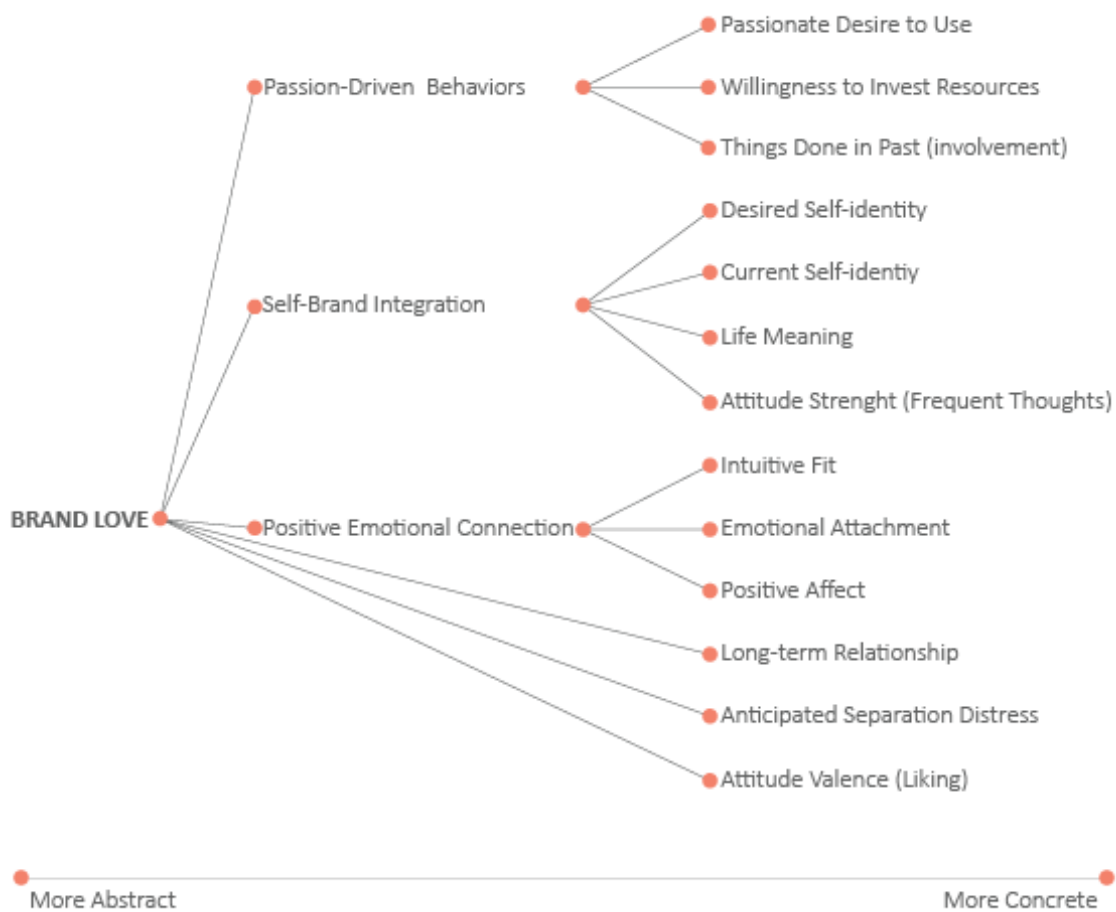 Passionate Desire to Use
Passion-Driven Behaviors
Willingness to Invest Resources
Things Done in Past (involvement)
Desired Self-identity
Current Self-identiy
Self-Brand Integration
Life Meaning
Attitude Strenght (Frequent Thoughts)
Intuitive Fit
BRAND LOVE
Positive Emotional Connection
Emotional Attachment
Positive Affect
Long-term Relationship
Anticipated Separation Distress
Attitude Valence (Liking)
More Abstract
More Concrete